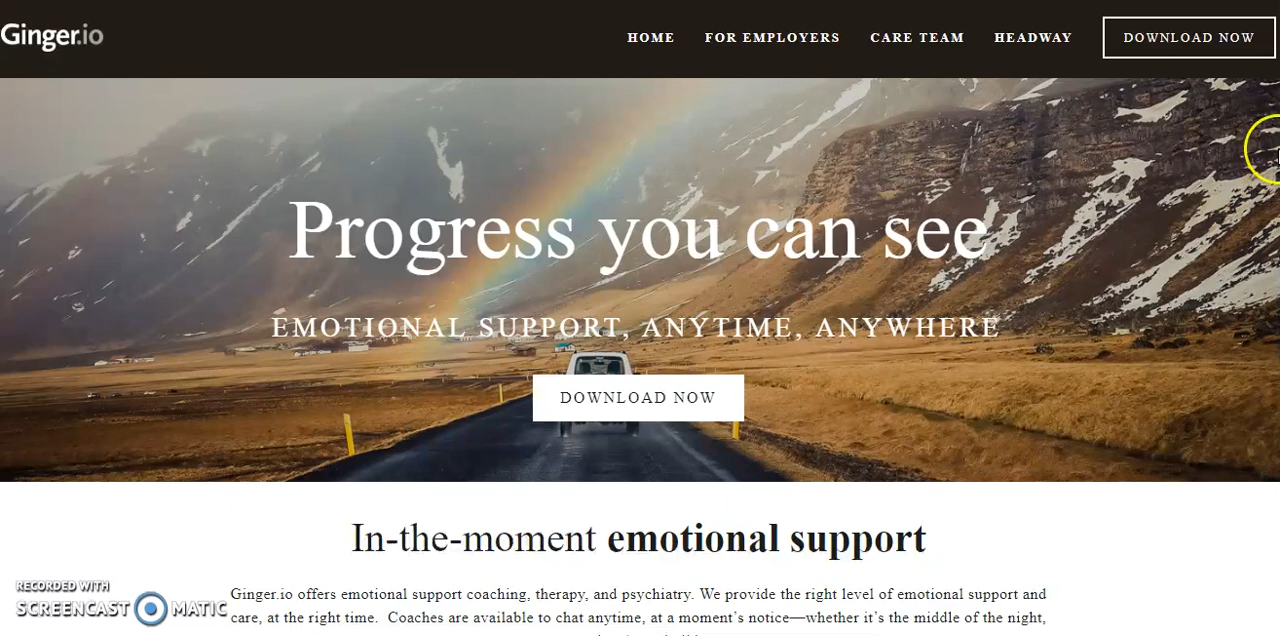 Ginger.io
HOME FOR EMPLOYERS CARE TEAM HEADWAY DOWNLOAD NOW
Progress you can see
EMOTIONAL SUPPORT, ANYTIME, ANYWHERE
DOWNLOAD NOW
In-the-moment emotional support
Ginger.io offers emotional support coaching, therapy, and psychiatry. We provide the right level of emotional support and
care, at the right time. Coaches are available to chat anytime, at a moment’s notice—whether it’s the middle of the night,
RECORDED WITH
SCREENCAST MATIC